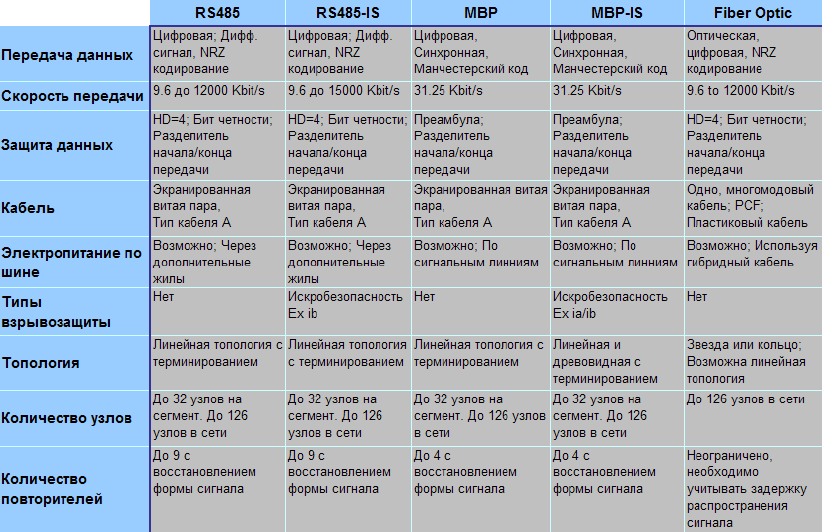 RS485 RS485-IS MBP MBP-IS Fiber Optic
Передача данных
Цифровая; Дифф.
сигнал, NRZ
кодирование
Цифровая; Дифф.
сигнал, NRZ
кодирование
Цифровая,
Синхронная,
Манчестерский код
Цифровая,
Синхронная,
Манчестерский код
Оптическая,
цифровая, NRZ
кодирование
Скорость передачи
9.6 до 12000 Kbit/s
9.6 до 15000 Kbit/s
31.25 Kbit/s
31.25 Kbit/s
9.6 to 12000 Kbit/s
Защита данных
HD=4; Бит четности;
Разделитель
начала/конца
передачи
HD=4; Бит четности;
Разделитель
начала/конца
передачи
Преамбула;
Разделитель
начала/конца
передачи
Преамбула;
Разделитель
начала/конца
передачи
HD=4; Бит четности;
Разделитель
начала/конца
передачи
Кабель
Экранированная
витая пара,
Тип кабеля А
Экранированная
витая пара,
Тип кабеля А
Экранированная витая
пара,
Тип кабеля А
Экранированная
витая пара,
Тип кабеля А
Одно, многомодовый
кабель; PCF;
Пластиковый кабель
Электропитание по
шине
Возможно; Через
дополнительные
жилы
Возможно; Через
дополнительные
жилы
Возможно; По
сигнальным линиям
Возможно; По
сигнальным линиям
Возможно; Используя
гибридный кабель
Типы
взрывозащиты
Нет
Искробезопасность
Ex ib
Нет
Искробезопасность
Ex ia/ib
Нет
Топология
Линейная топология с
терминированием
Линейная топология
с терминированием
Линейная топология с
терминированием
Линейная и
древовидная с
терминированием
Звезда или кольцо;
Возможна линейная
топология
Количество узлов
До 32 узлов на
сегмент. До 126
узлов в сети
До 32 узлов на
сегмент. До 126
узлов в сети
До 32 узлов на
сегмент. До 126 узлов
в сети
До 32 узлов на
сегмент. До 126
узлов в сети
До 126 узлов в сети
Количество
повторителей
До 9 с
восстановлением
формы сигнала
До 9 с
восстановлением
формы сигнала
До 4 с
восстановлением
формы сигнала
До 4 с
восстановлением
формы сигнала
Неограничено,
необходимо
учитывать задержку
распространения
сигнала